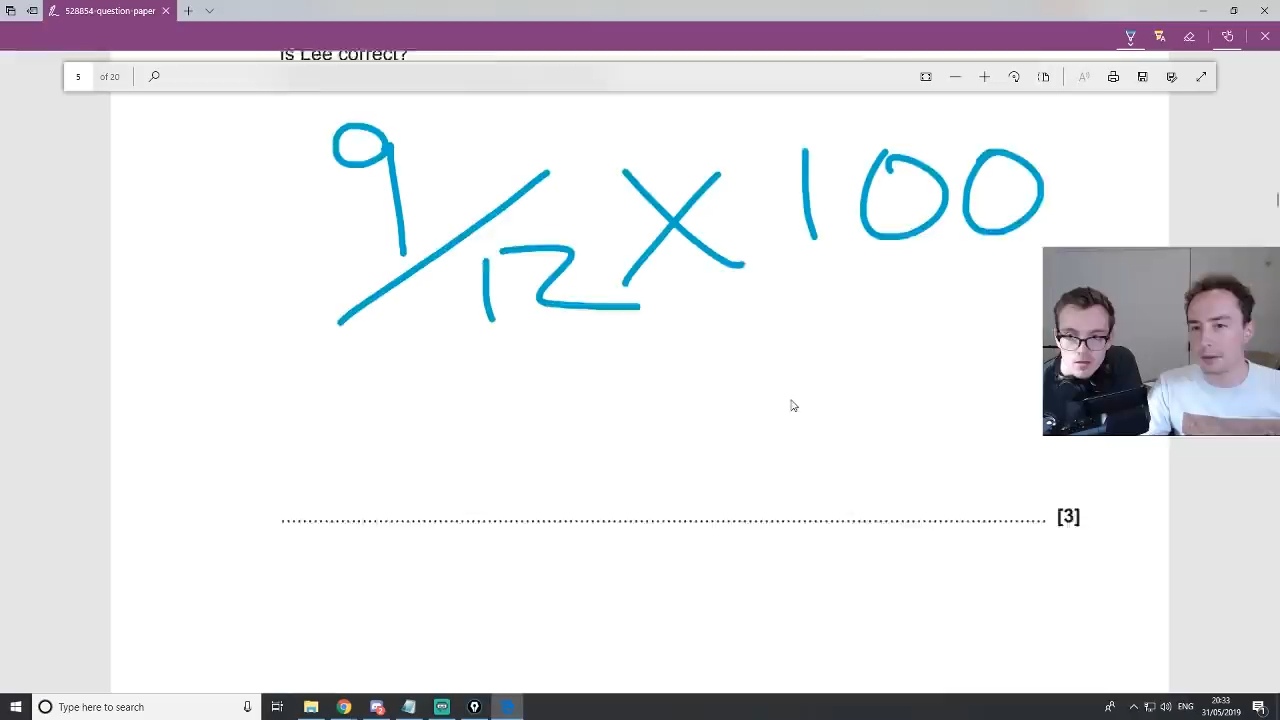 528854-question-paper
is Lee correct?
5 of 20
9/12 X 100
[3]
Type here to search
ENG
20:33
31/05/2019